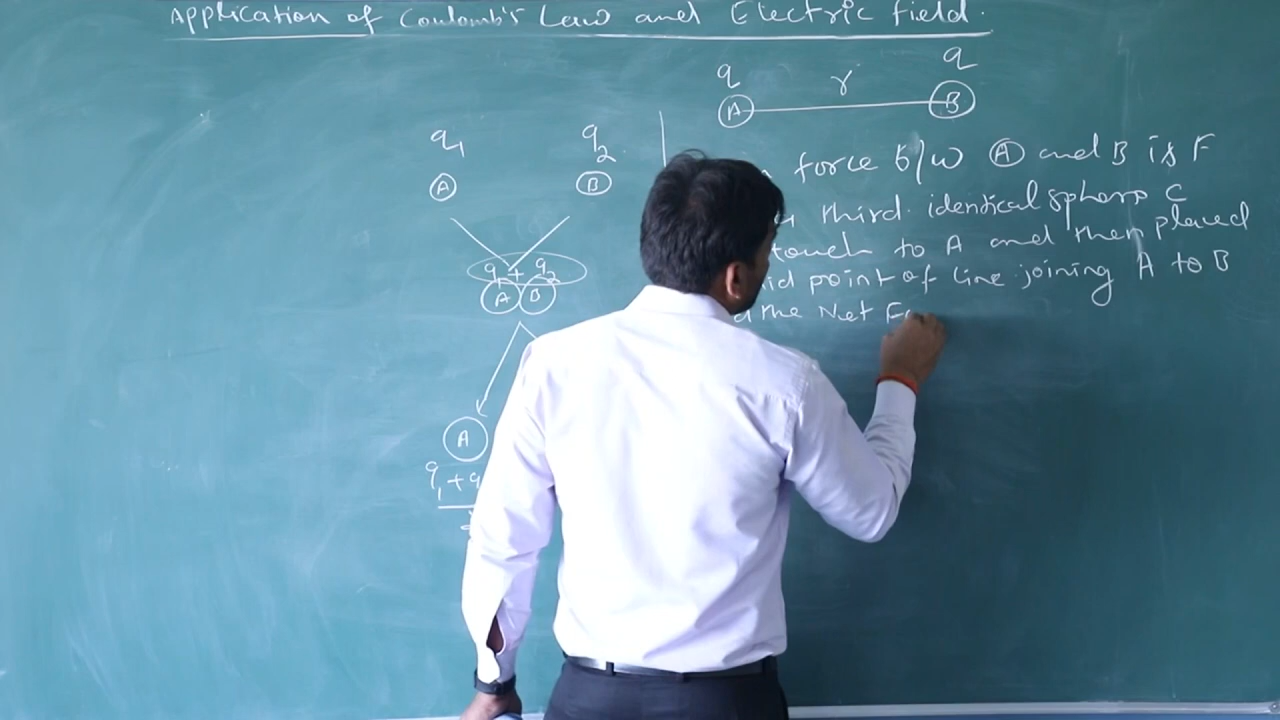 Application of Coulomb's Law and Electric field.
q1 q2
A B
q1 + q2
A B
A
q1 + q
q r q
A B
force b/w A and B is F
third identical sphere C
touch to A and then placed
point of line joining A to B
the Net